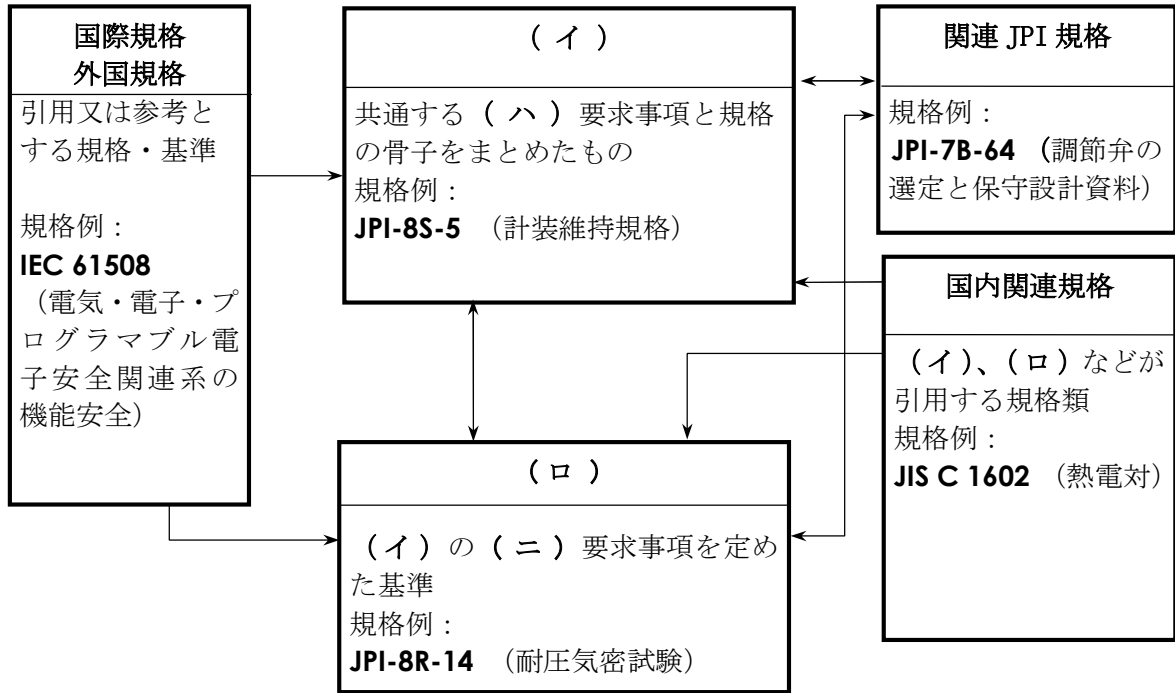 国際規格
外国規格
引用又は参考と
する規格・基準
規格例：
IEC 61508
（電気・電子・プ
ログラマブル電
子安全関連系の
機能安全）
（ イ ）
共通する（ ハ ）要求事項と規格
の骨子をまとめたもの
規格例：
JPI-8S-5 （計装維持規格）
（ ロ ）
（イ）の（ ニ ）要求事項を定め
た基準
規格例：
JPI-8R-14 （耐圧気密試験）
関連 JPI 規格
規格例：
JPI-7B-64 （調節弁の
選定と保守設計資料）
国内関連規格
（イ）、（ロ）などが
引用する規格類
規格例：
JIS C 1602 （熱電対）